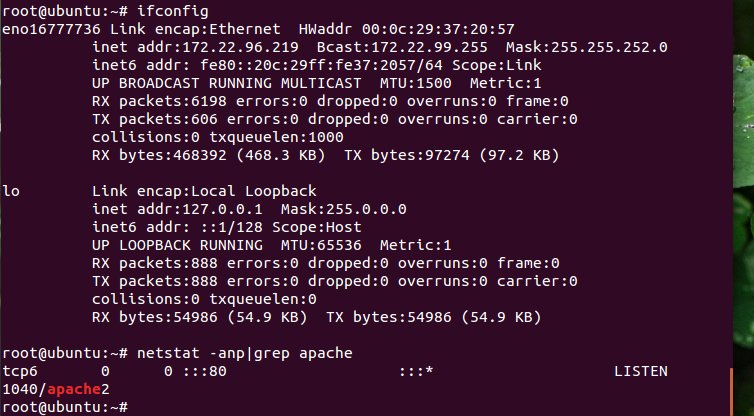 root@ubuntu:~# ifconfig
eno16777736 Link encap:Ethernet  HWaddr 00:0c:29:37:20:57
          inet addr:172.22.96.219  Bcast:172.22.99.255  Mask:255.255.252.0
          inet6 addr: fe80::20c:29ff:fe37:2057/64 Scope:Link
          UP BROADCAST RUNNING MULTICAST  MTU:1500  Metric:1
          RX packets:6198 errors:0 dropped:0 overruns:0 frame:0
          TX packets:606 errors:0 dropped:0 overruns:0 carrier:0
          collisions:0 txqueuelen:1000
          RX bytes:468392 (468.3 KB)  TX bytes:97274 (97.2 KB)

lo        Link encap:Local Loopback
          inet addr:127.0.0.1  Mask:255.0.0.0
          inet6 addr: ::1/128 Scope:Host
          UP LOOPBACK RUNNING  MTU:65536  Metric:1
          RX packets:888 errors:0 dropped:0 overruns:0 frame:0
          TX packets:888 errors:0 dropped:0 overruns:0 carrier:0
          collisions:0 txqueuelen:0
          RX bytes:54986 (54.9 KB)  TX bytes:54986 (54.9 KB)

root@ubuntu:~# netstat -anp|grep apache
tcp6       0      0 :::80                   :::*                    LISTEN
1040/apache2
root@ubuntu:~#